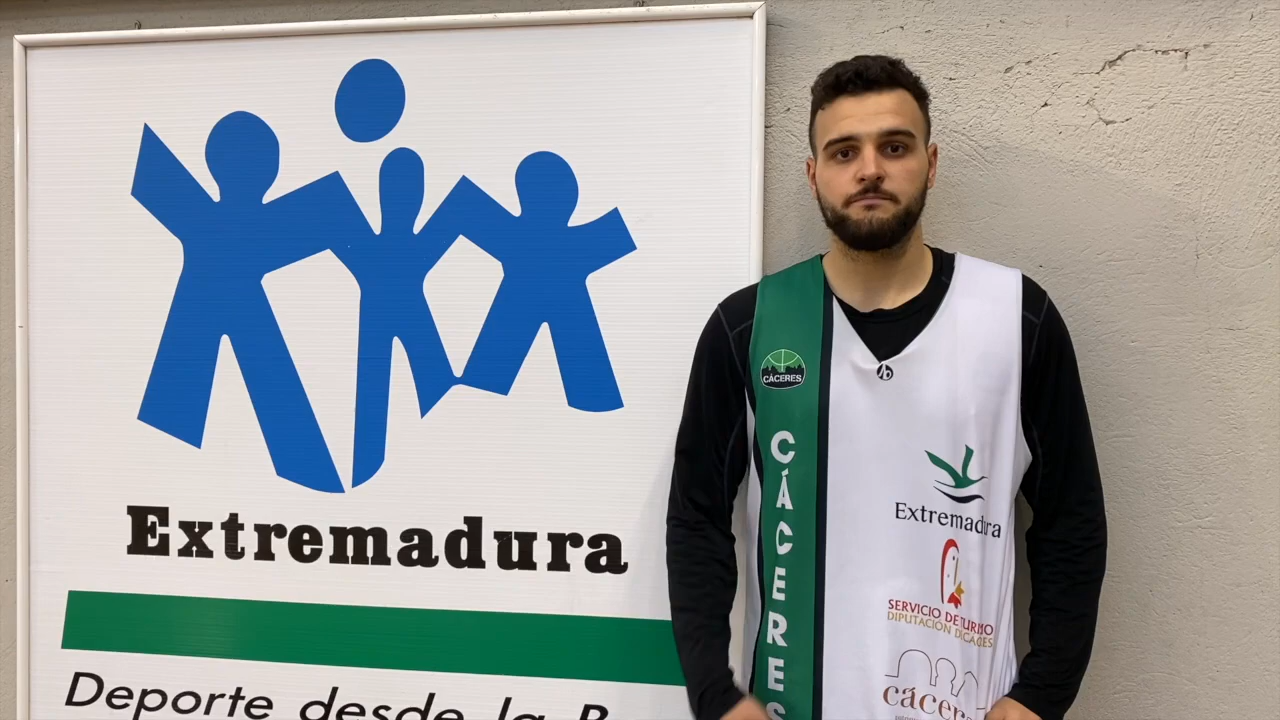 Extremadura
Deporte desde la B
CÁCERES
CÁCERES
Extremadura
SERVICIO DE TURISMO
DIPUTACIÓN DE CÁCERES
cáceres